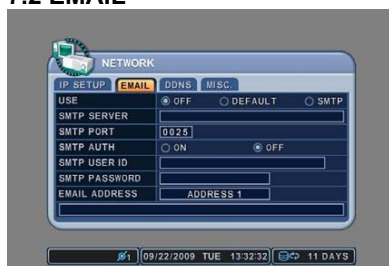 7.2 EMAIL
NETWORK
IP SETUP EMAIL DDNS MISC.
USE OFF DEFAULT SMTP
SMTP SERVER
SMTP PORT 0025
SMTP AUTH ON OFF
SMTP USER ID
SMTP PASSWORD
EMAIL ADDRESS ADDRESS 1
1 09/22/2009 TUE 13:32:32 11 DAYS